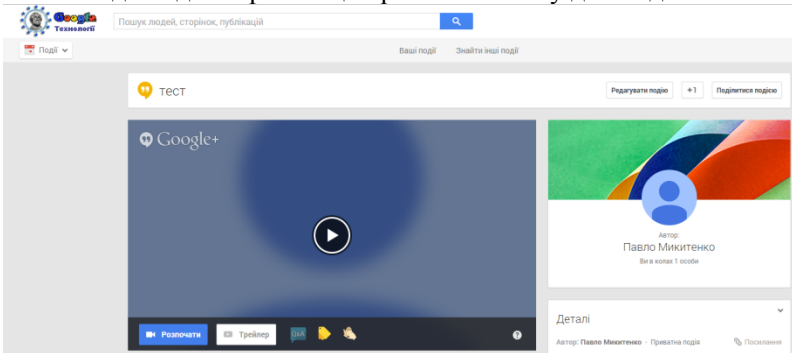 Google
Технології
Пошук людей, сторінок, публікацій
Події
Ваші події Знайти інші події
тест
Редагувати подію +1 Поділитися подією
Google+
Автор:
Павло Микитенко
Ви в колах 1 особи
Розпочати Трейлер Q&A
Деталі
Автор: Павло Микитенко - Приватна подія Посилання